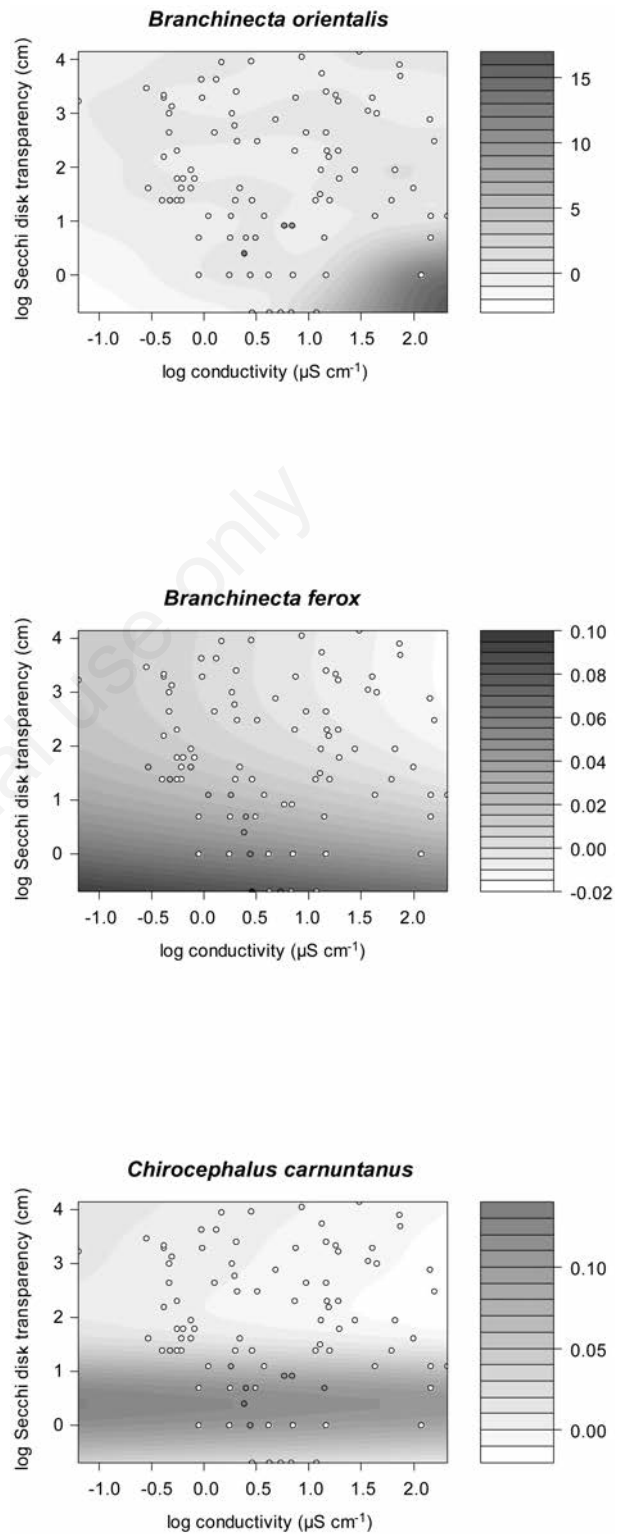 Branchinecta orientalis
log Secchi disk transparency (cm)
4
3
2
1
0
-1.0 -0.5 0.0 0.5 1.0 1.5 2.0
log conductivity (µS cm⁻¹)
15
10
5
0
Branchinecta ferox
log Secchi disk transparency (cm)
4
3
2
1
0
-1.0 -0.5 0.0 0.5 1.0 1.5 2.0
log conductivity (µS cm⁻¹)
0.10
0.08
0.06
0.04
0.02
0.00
-0.02
Chirocephalus carnuntanus
log Secchi disk transparency (cm)
4
3
2
1
0
-1.0 -0.5 0.0 0.5 1.0 1.5 2.0
log conductivity (µS cm⁻¹)
0.10
0.05
0.00
use only